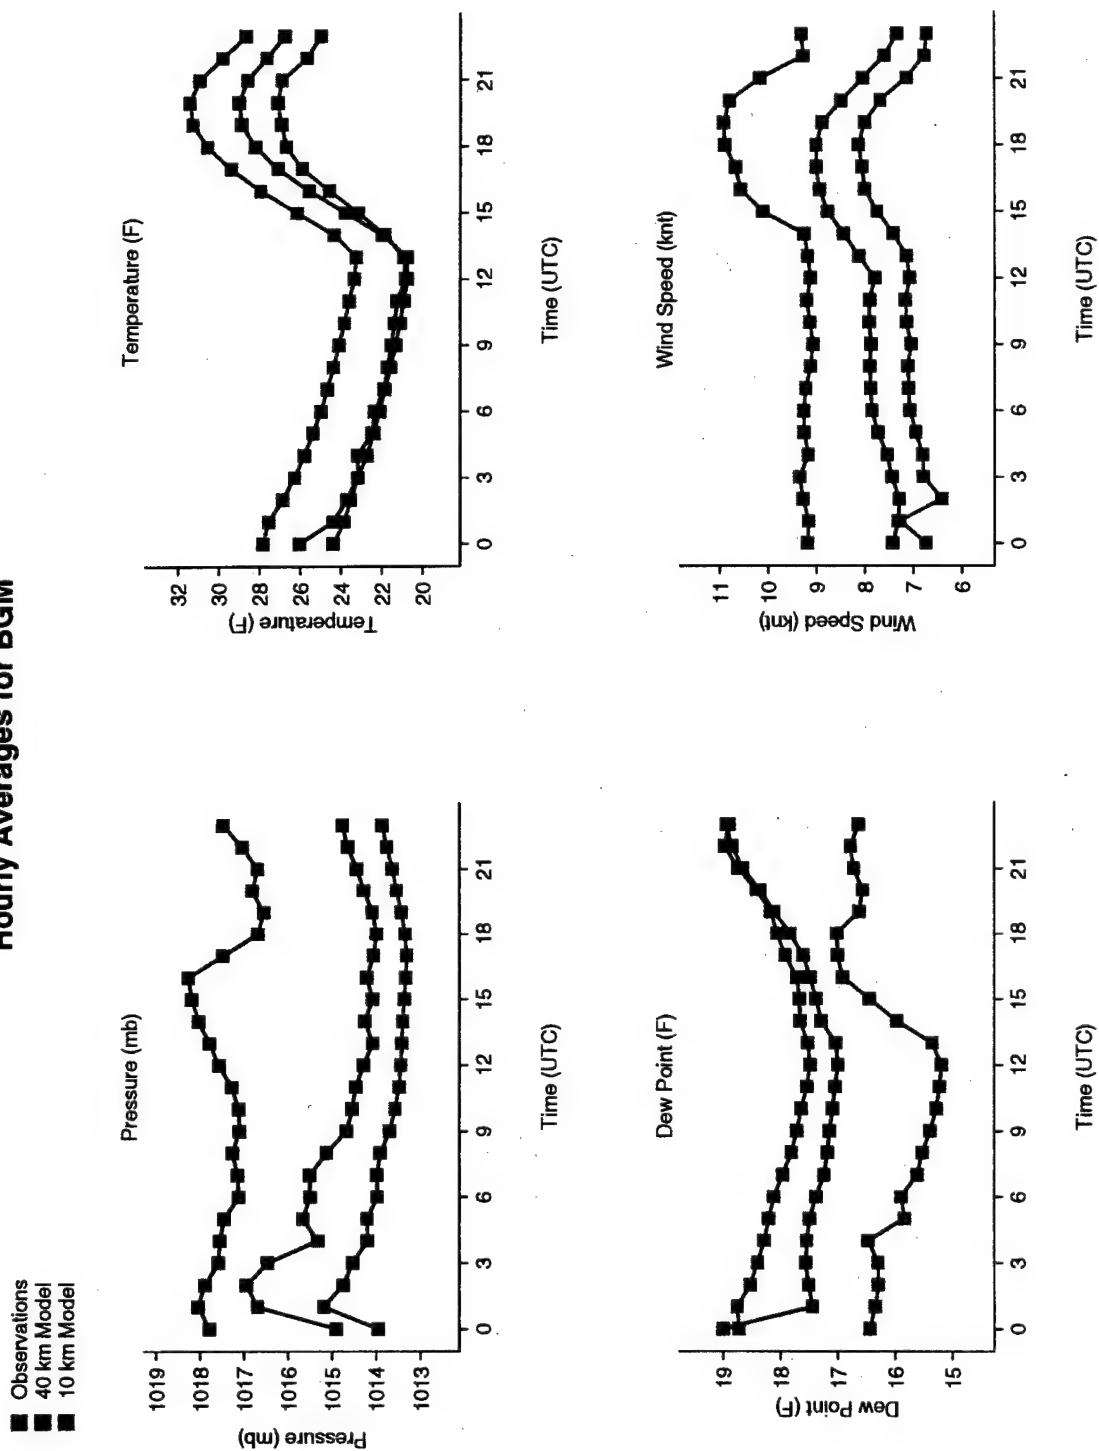 Hourly Averages for BGM
Observations
40 km Model
10 km Model
Pressure (mb)
Pressure (mb)
1019
1018
1017
1016
1015
1014
1013
0 3 6 9 12 15 18 21
Time (UTC)
Temperature (F)
Temperature (F)
32
30
28
26
24
22
20
0 3 6 9 12 15 18 21
Time (UTC)
Dew Point (F)
Dew Point (F)
19
18
17
16
15
0 3 6 9 12 15 18 21
Time (UTC)
Wind Speed (knt)
Wind Speed (knt)
11
10
9
8
7
6
0 3 6 9 12 15 18 21
Time (UTC)